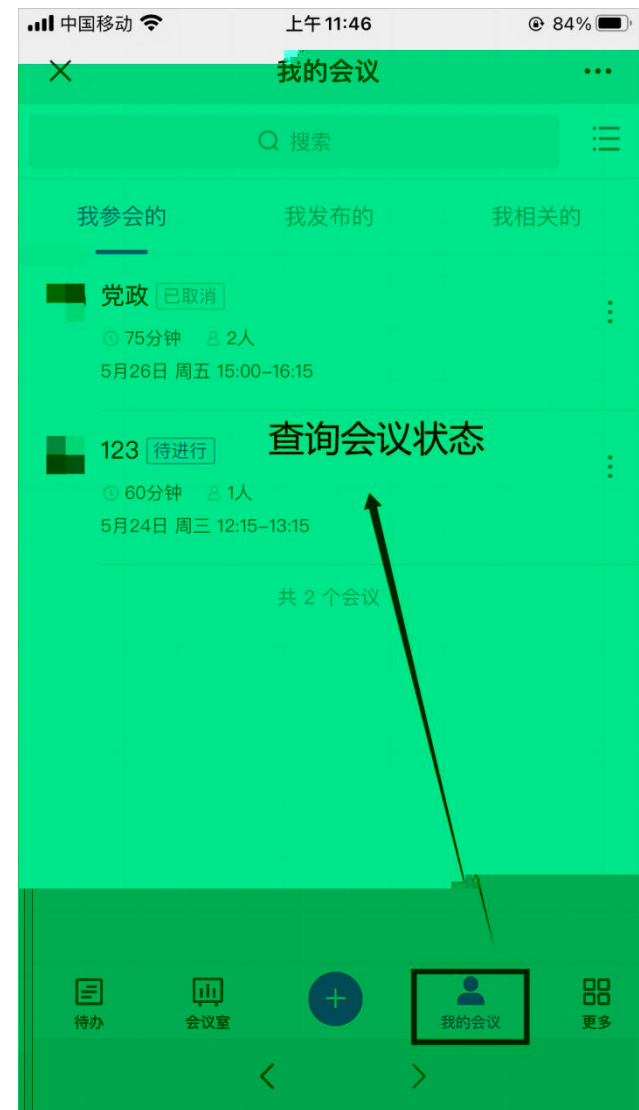 中国移动 上午11:46 84%
我的会议
搜索
我参会的 我发布的 我相关的
党政 已取消
75分钟 2人
5月26日 周五 15:00-16:15
123 待进行
查询会议状态
60分钟 1人
5月24日 周三 12:15-13:15
共 2 个会议
待办 会议室 我的会议 更多